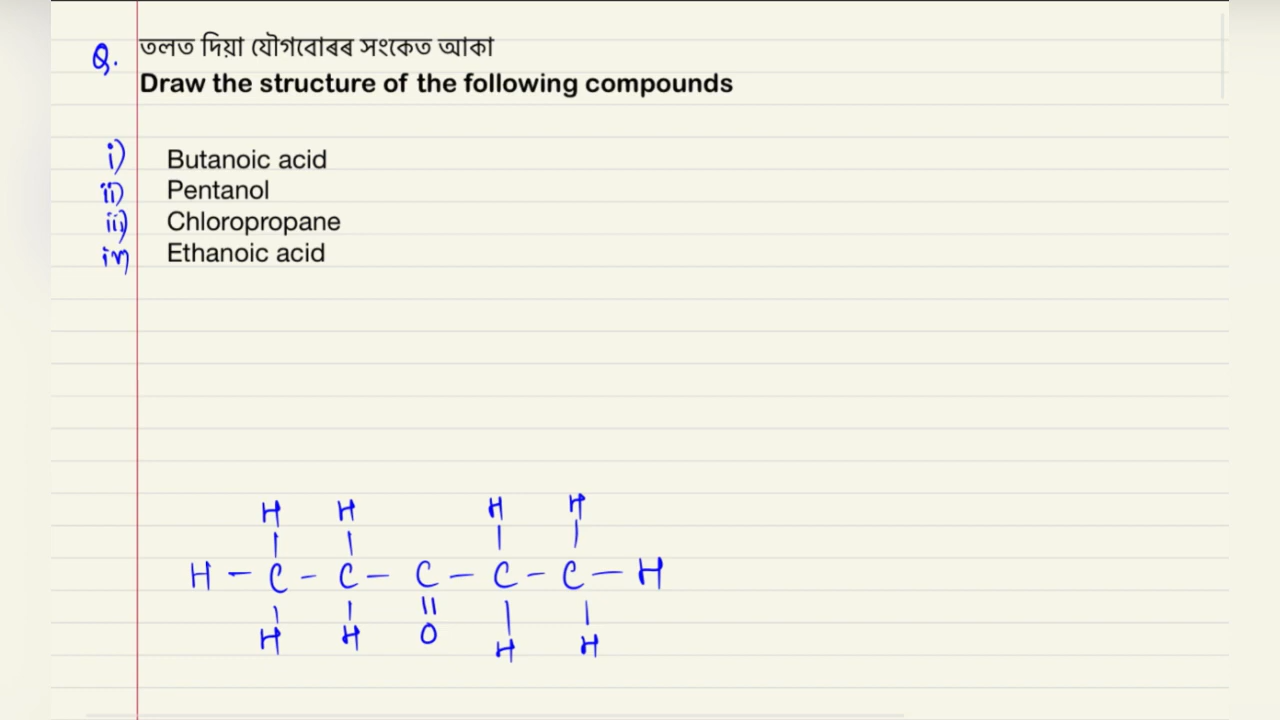 Q. তলত দিয়া যৌগবোৰৰ সংকেত আকা
Draw the structure of the following compounds
i) Butanoic acid
ii) Pentanol
iii) Chloropropane
iv) Ethanoic acid
H H H H
| | | |
H – C – C – C – C – C – H
| | || | |
H H O H H